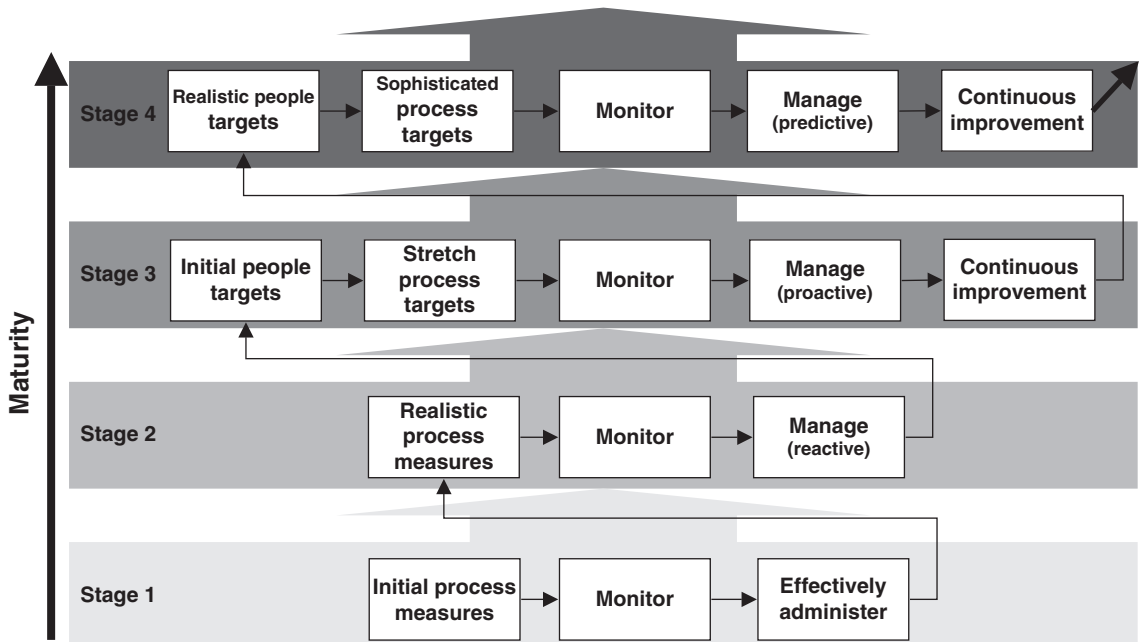 Maturity
Stage 4
Realistic people
targets
Sophisticated
process
targets
Monitor
Manage
(predictive)
Continuous
improvement
Stage 3
Initial people
targets
Stretch
process
targets
Monitor
Manage
(proactive)
Continuous
improvement
Stage 2
Realistic
process
measures
Monitor
Manage
(reactive)
Stage 1
Initial process
measures
Monitor
Effectively
administer